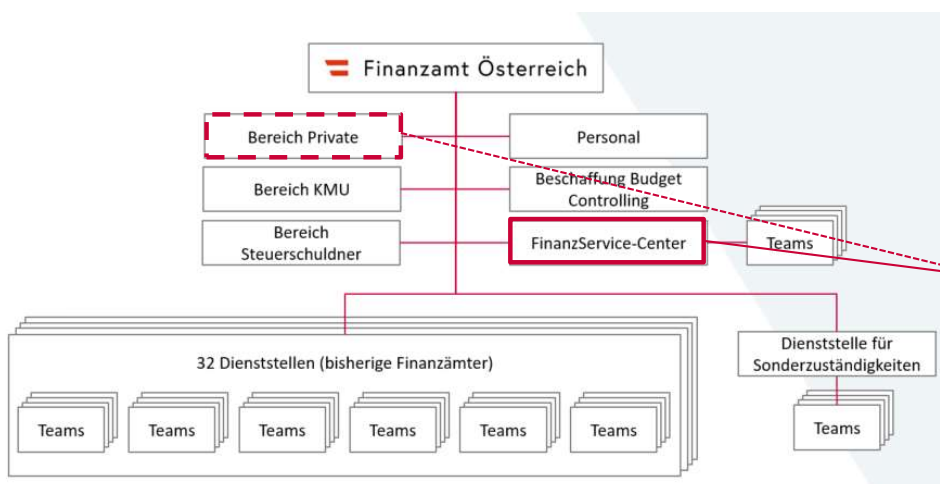 Finanzamt Österreich
Bereich Private
Personal
Bereich KMU
Beschaffung Budget
Controlling
Bereich
Steuerschuldner
FinanzService-Center
Teams
32 Dienststellen (bisherige Finanzämter)
Dienststelle für
Sonderzuständigkeiten
Teams
Teams
Teams
Teams
Teams
Teams
Teams